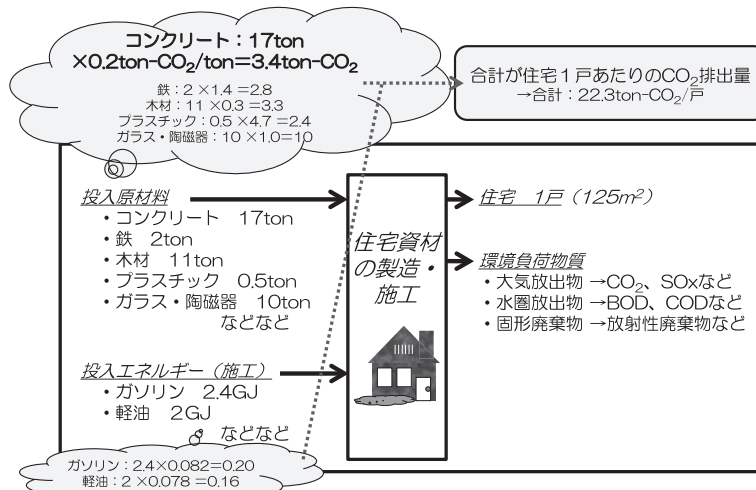 コンクリート：17ton
×0.2ton-CO₂/ton=3.4ton-CO₂
鉄：2 ×1.4 =2.8
木材：11 ×0.3 =3.3
プラスチック：0.5 ×4.7 =2.4
ガラス・陶磁器：10 ×1.0=10
合計が住宅１戸あたりのCO₂排出量
→合計：22.3ton-CO₂/戸
投入原材料
・コンクリート　17ton
・鉄　2ton
・木材　11ton
・プラスチック　0.5ton
・ガラス・陶磁器　10ton
などなど
投入エネルギー（施工）
・ガソリン　2.4GJ
・軽油　2GJ
などなど
ガソリン：2.4×0.082=0.20
軽油：2 ×0.078 =0.16
住宅資材
の製造・
施工
住宅　1戸（125m²）
環境負荷物質
・大気放出物 →CO₂、SOxなど
・水圏放出物 →BOD、CODなど
・固形廃棄物 →放射性廃棄物など